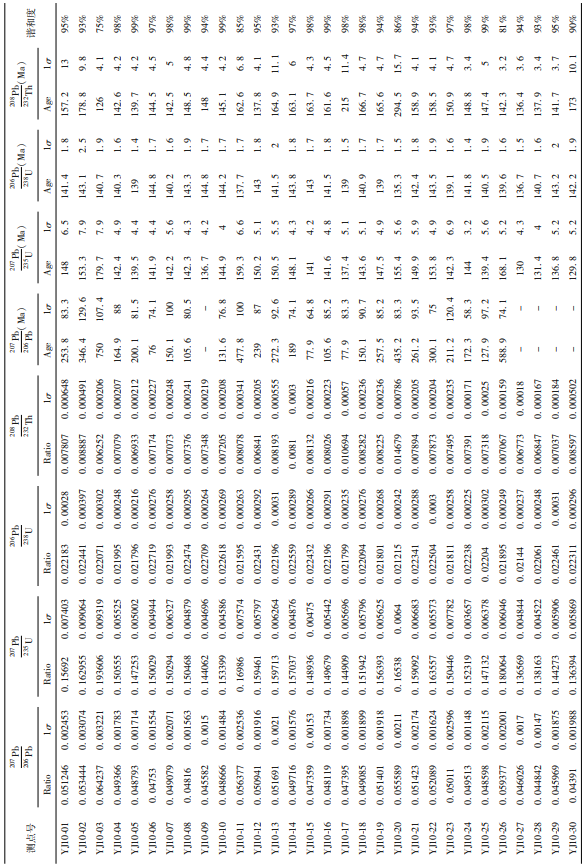 测点号 207Pb/206Pb 207Pb/235U 206Pb/238U 208Pb/232Th 207Pb/206Pb (Ma) 207Pb/235U (Ma) 206Pb/238U (Ma) 208Pb/232Th (Ma) 谐和度
Ratio 1σ Ratio 1σ Ratio 1σ Ratio 1σ Age 1σ Age 1σ Age 1σ Age 1σ
YJ10-01 0.051246 0.002453 0.15692 0.007403 0.022183 0.00028 0.007807 0.000648 253.8 83.3 148 6.5 141.4 1.8 157.2 13 95%
YJ10-02 0.053444 0.003074 0.162955 0.009064 0.022441 0.000397 0.008887 0.000491 346.4 129.6 153.3 7.9 143.1 2.5 178.8 9.8 93%
YJ10-03 0.064237 0.003221 0.193606 0.009319 0.022071 0.000302 0.006252 0.000206 750 107.4 179.7 7.9 140.7 1.9 126 4.1 75%
YJ10-04 0.049366 0.001783 0.150555 0.005525 0.021995 0.000248 0.007079 0.000207 164.9 88 142.4 4.9 140.3 1.6 142.6 4.2 98%
YJ10-05 0.048793 0.001714 0.147253 0.005002 0.021796 0.000216 0.006933 0.000212 200.1 81.5 139.5 4.4 139 1.4 139.7 4.2 99%
YJ10-06 0.04753 0.001554 0.150029 0.004944 0.022719 0.000276 0.007174 0.000227 76 74.1 141.9 4.4 144.8 1.7 144.5 4.5 97%
YJ10-07 0.049079 0.002071 0.150294 0.006327 0.021993 0.000258 0.007073 0.000248 150.1 100 142.2 5.6 140.2 1.6 142.5 5 98%
YJ10-08 0.04816 0.001563 0.150468 0.004879 0.022474 0.000295 0.007376 0.000241 105.6 80.5 142.3 4.3 143.3 1.9 148.5 4.8 99%
YJ10-09 0.045582 0.0015 0.144062 0.004696 0.022709 0.000264 0.007348 0.000219 – – 136.7 4.2 144.8 1.7 148 4.4 94%
YJ10-10 0.048666 0.001484 0.153399 0.004586 0.022618 0.000269 0.007205 0.000208 131.6 76.8 144.9 4 144.2 1.7 145.1 4.2 99%
YJ10-11 0.056377 0.002536 0.16986 0.007574 0.021595 0.000263 0.008078 0.000341 477.8 100 159.3 6.6 137.7 1.7 162.6 6.8 85%
YJ10-12 0.050941 0.001916 0.159461 0.005797 0.022431 0.000292 0.006841 0.000205 239 87 150.2 5.1 143 1.8 137.8 4.1 95%
YJ10-13 0.051691 0.0021 0.159713 0.006264 0.022196 0.00031 0.008193 0.000555 272.3 92.6 150.5 5.5 141.5 2 164.9 11.1 93%
YJ10-14 0.049716 0.001576 0.157037 0.004876 0.022559 0.000289 0.0081 0.0003 189 74.1 148.1 4.3 143.8 1.8 163.1 6 97%
YJ10-15 0.047359 0.00153 0.148936 0.00475 0.022432 0.000266 0.008132 0.000216 77.9 64.8 141 4.2 143 1.7 163.7 4.3 98%
YJ10-16 0.048119 0.001734 0.149679 0.005442 0.022196 0.000291 0.008026 0.000223 105.6 85.2 141.6 4.8 141.5 1.8 161.6 4.5 99%
YJ10-17 0.047395 0.001898 0.144909 0.005696 0.021799 0.000235 0.010694 0.00057 77.9 83.3 137.4 5.1 139 1.5 215 11.4 98%
YJ10-18 0.049085 0.001899 0.151942 0.005796 0.022094 0.000276 0.008282 0.000236 150.1 90.7 143.6 5.1 140.9 1.7 166.7 4.7 98%
YJ10-19 0.051401 0.001918 0.156393 0.005625 0.021801 0.000268 0.008225 0.000236 257.5 85.2 147.5 4.9 139 1.7 165.6 4.7 94%
YJ10-20 0.055589 0.00211 0.16538 0.0064 0.021215 0.000242 0.014679 0.000786 435.2 83.3 155.4 5.6 135.3 1.5 294.5 15.7 86%
YJ10-21 0.051423 0.002174 0.159092 0.006683 0.022341 0.000288 0.007894 0.000205 261.2 93.5 149.9 5.9 142.4 1.8 158.9 4.1 94%
YJ10-22 0.052089 0.001624 0.163557 0.005573 0.022504 0.0003 0.007873 0.000204 300.1 75 153.8 4.9 143.5 1.9 158.5 4.1 93%
YJ10-23 0.05011 0.002596 0.150446 0.007782 0.021811 0.000258 0.007495 0.000235 211.2 120.4 142.3 6.9 139.1 1.6 150.9 4.7 97%
YJ10-24 0.049513 0.001148 0.152319 0.003657 0.022238 0.000225 0.007391 0.000171 172.3 58.3 144 3.2 141.8 1.4 148.8 3.4 98%
YJ10-25 0.048598 0.002115 0.147132 0.006378 0.02204 0.000302 0.007318 0.00025 127.9 97.2 139.4 5.6 140.5 1.9 147.4 5 99%
YJ10-26 0.059377 0.002001 0.180064 0.006046 0.021895 0.000249 0.007067 0.000159 588.9 74.1 168.1 5.2 139.6 1.6 142.3 3.2 81%
YJ10-27 0.046026 0.0017 0.136569 0.004844 0.02144 0.000237 0.006773 0.00018 – – 130 4.3 136.7 1.5 136.4 3.6 94%
YJ10-28 0.044842 0.00147 0.138163 0.004522 0.022061 0.000248 0.006847 0.000167 – – 131.4 4 140.7 1.6 137.9 3.4 93%
YJ10-29 0.045969 0.001875 0.144273 0.005906 0.022461 0.00031 0.007037 0.000184 – – 136.8 5.2 143.2 2 141.7 3.7 95%
YJ10-30 0.04391 0.001988 0.136394 0.005869 0.022311 0.000296 0.008597 0.000502 – – 129.8 5.2 142.2 1.9 173 10.1 90%